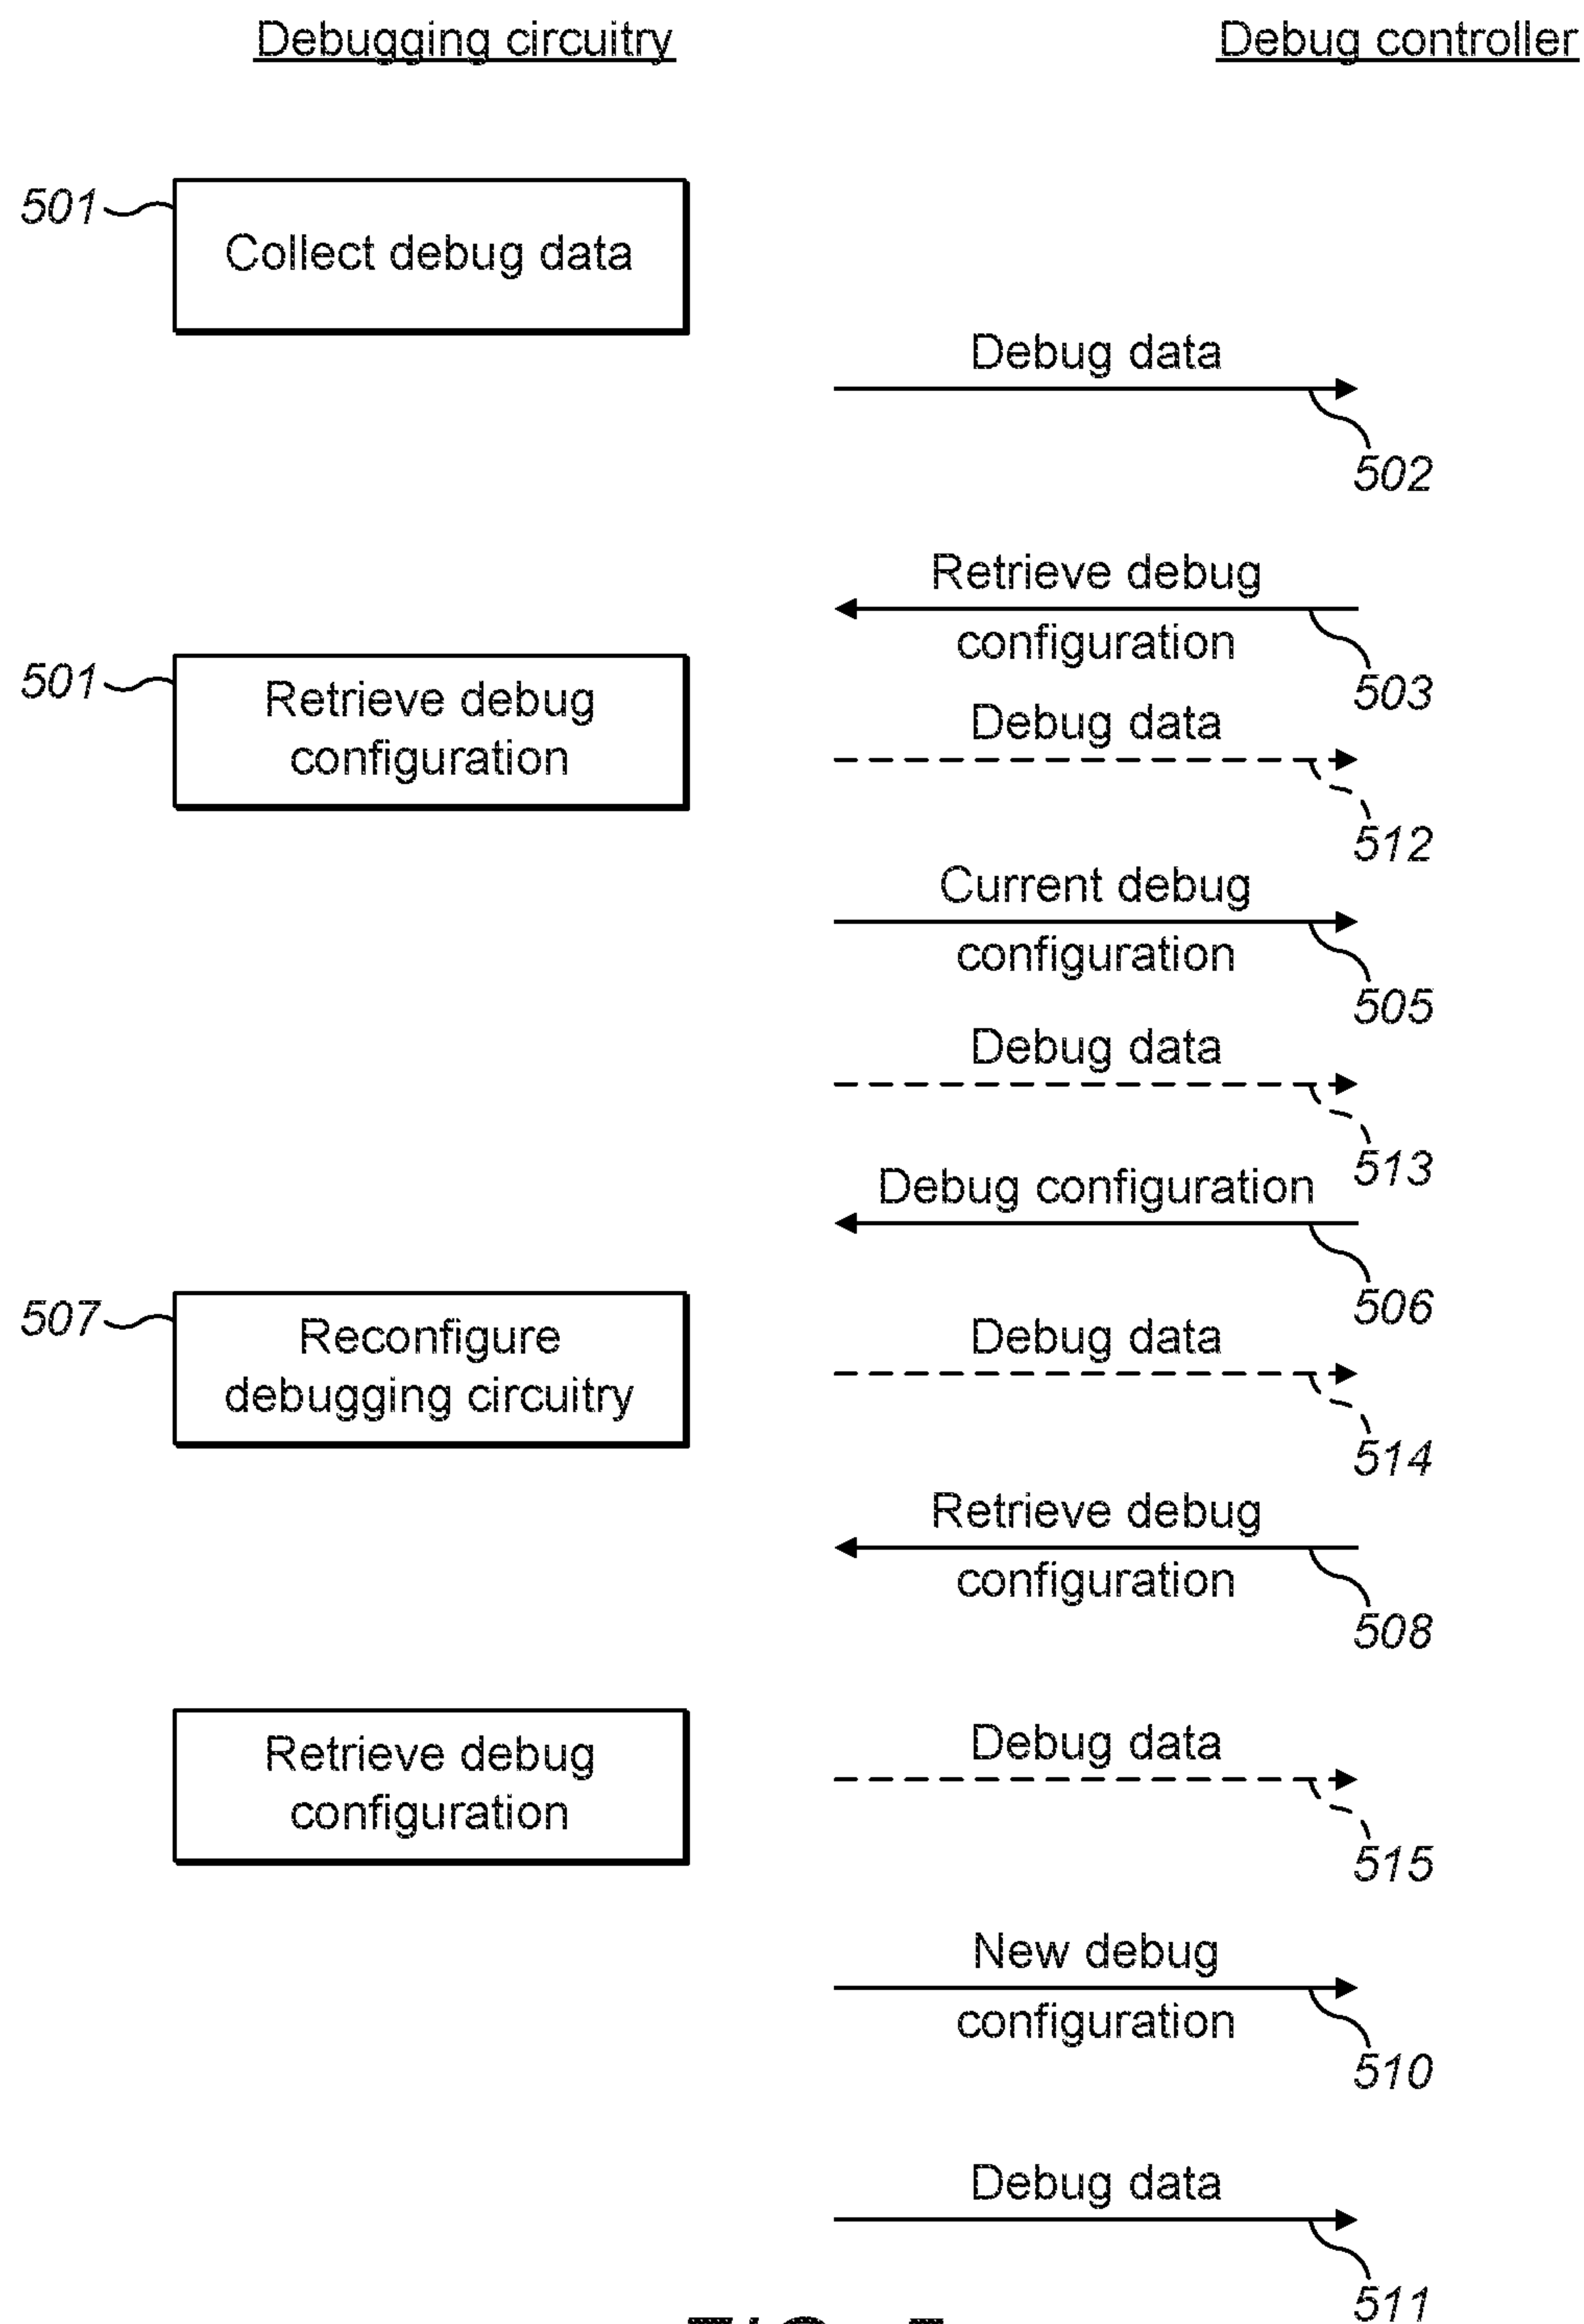 Debugging circuitry
Debug controller
501
Collect debug data
Debug data
502
Retrieve debug
configuration
503
501
Retrieve debug
configuration
Debug data
512
Current debug
configuration
505
Debug data
513
Debug configuration
506
507
Reconfigure
debugging circuitry
Debug data
514
Retrieve debug
configuration
508
Retrieve debug
configuration
Debug data
515
New debug
configuration
510
Debug data
511